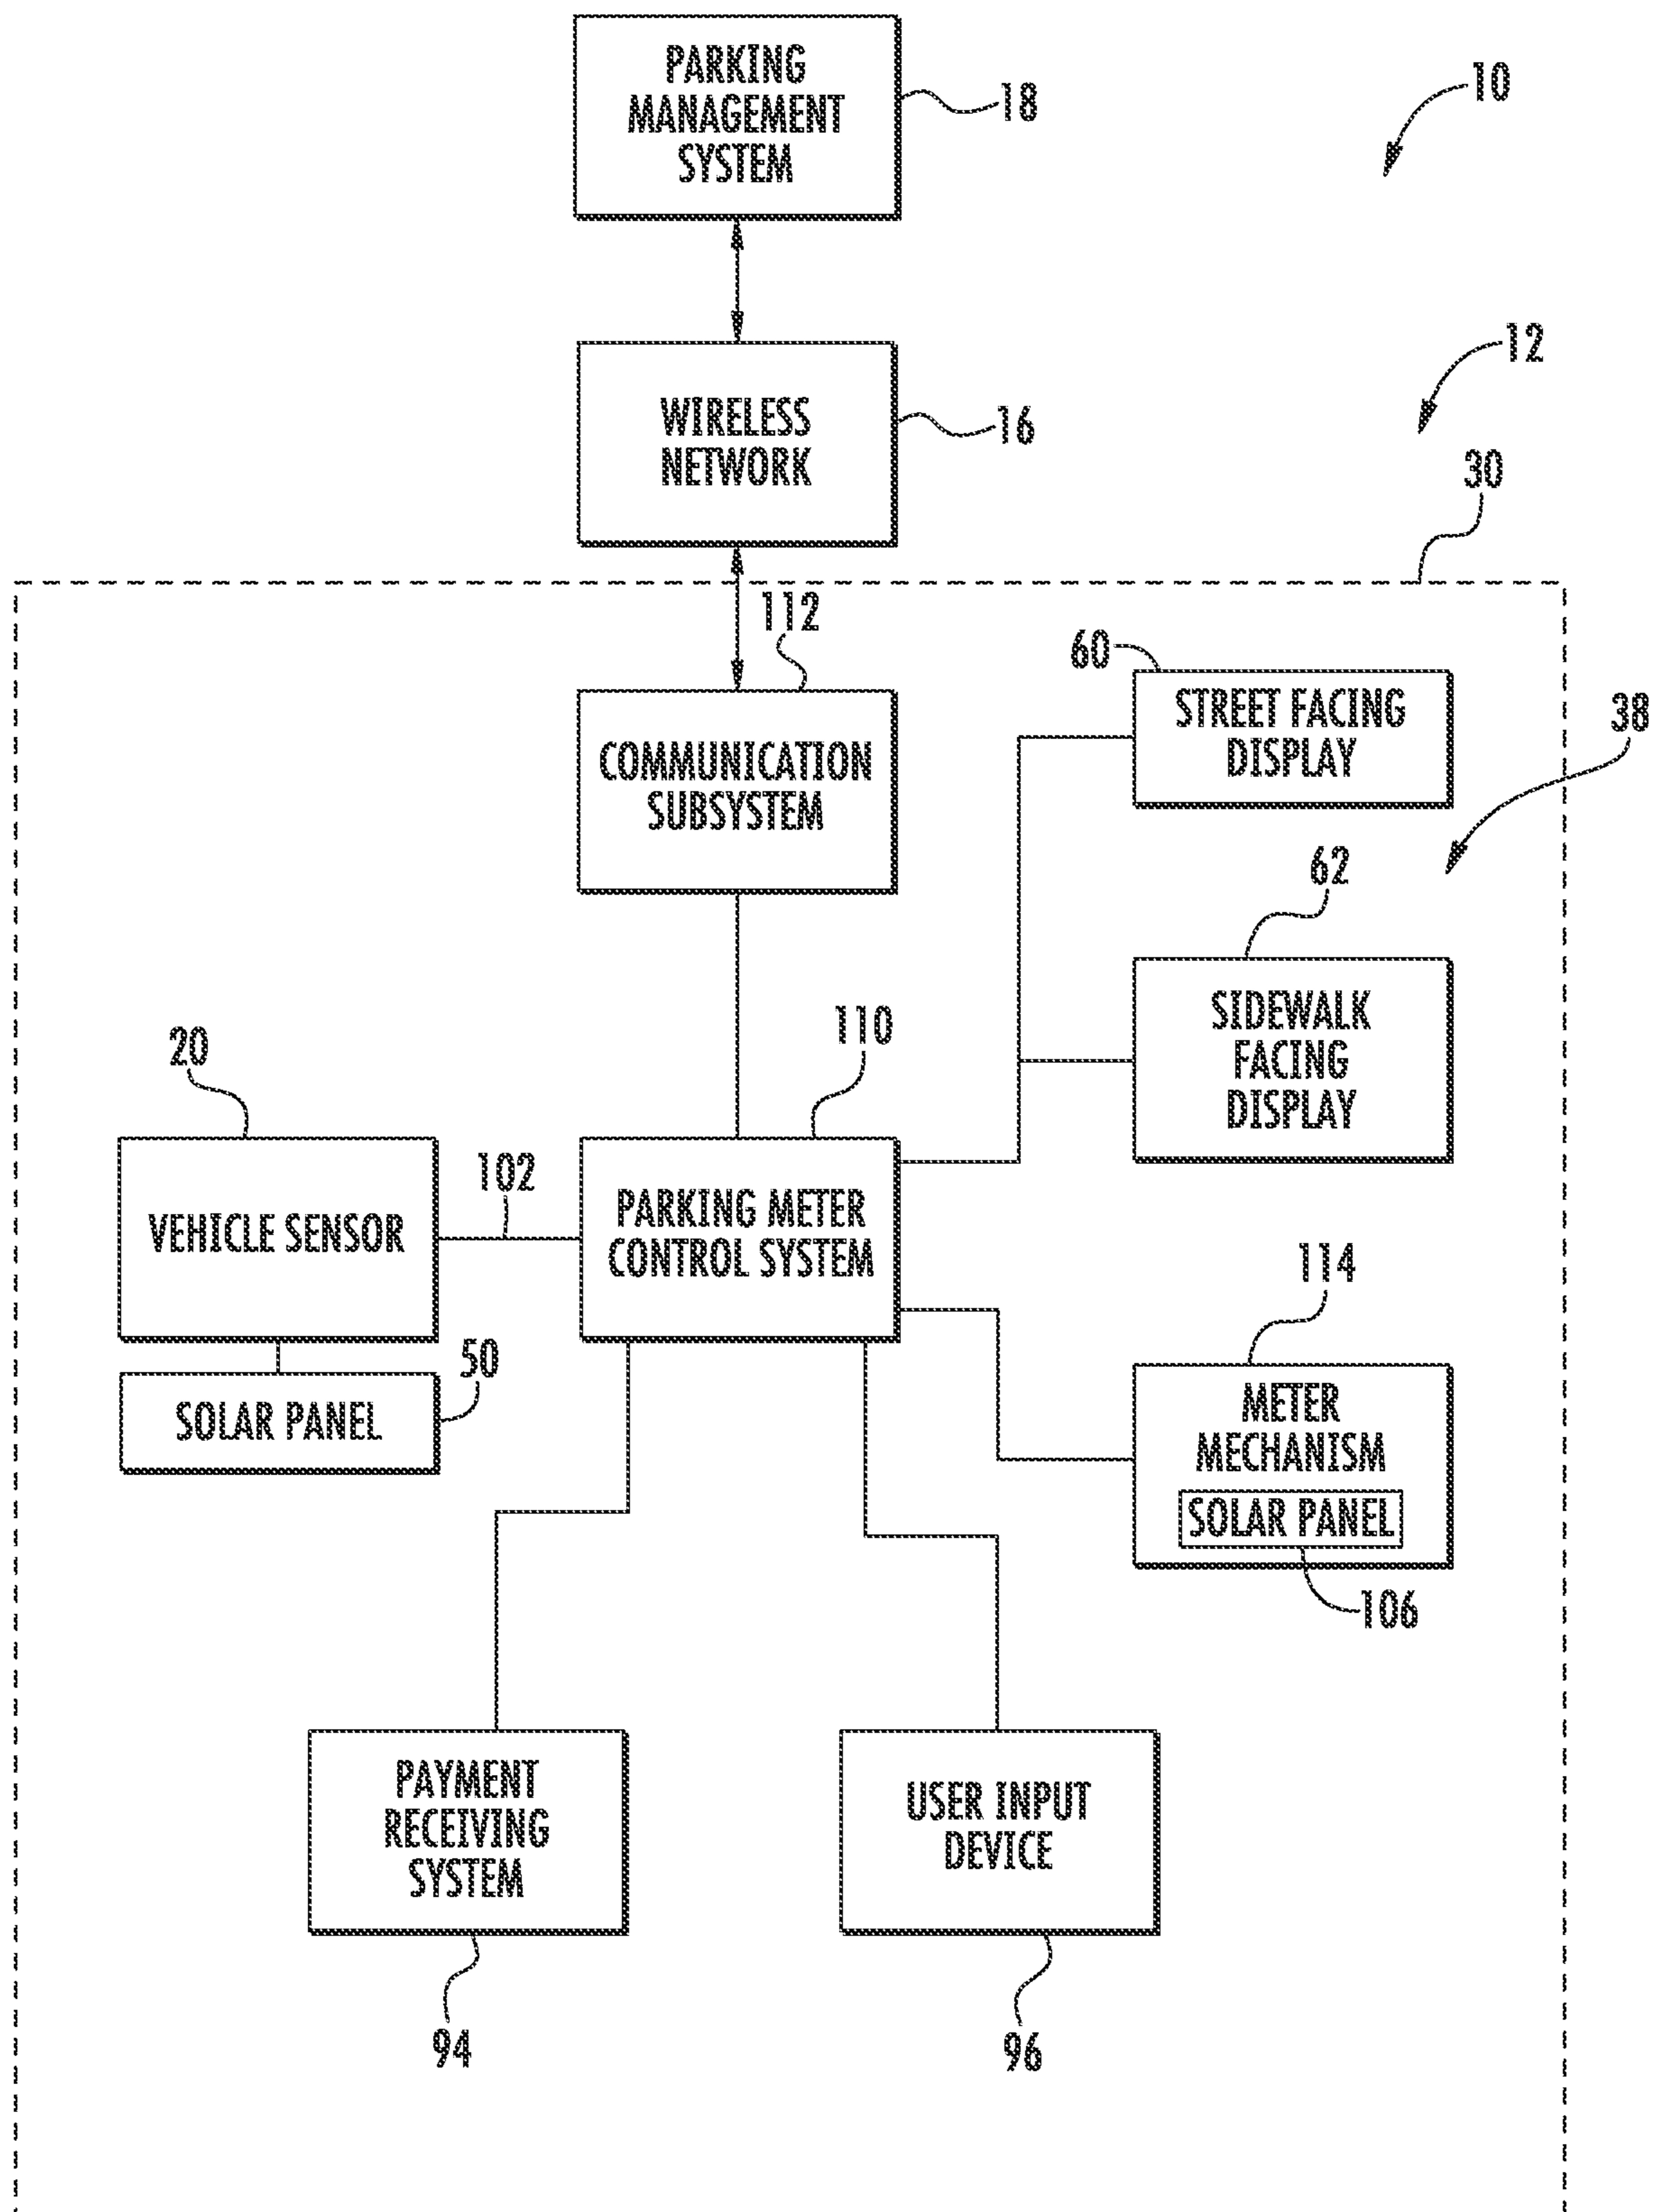 PARKING
MANAGEMENT
SYSTEM
18
10
WIRELESS
NETWORK
16
12
30
112
COMMUNICATION
SUBSYSTEM
60
STREET FACING
DISPLAY
38
62
SIDEWALK
FACING
DISPLAY
20
VEHICLE SENSOR
102
110
PARKING METER
CONTROL SYSTEM
50
SOLAR PANEL
114
METER
MECHANISM
SOLAR PANEL
106
PAYMENT
RECEIVING
SYSTEM
94
USER INPUT
DEVICE
96